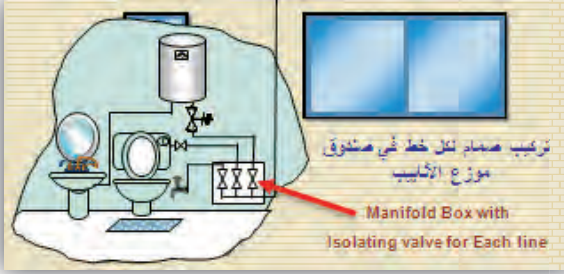 تركيب صمام لكل خط في صندوق
موزع الأنابيب
Manifold Box with
Isolating valve for Each line